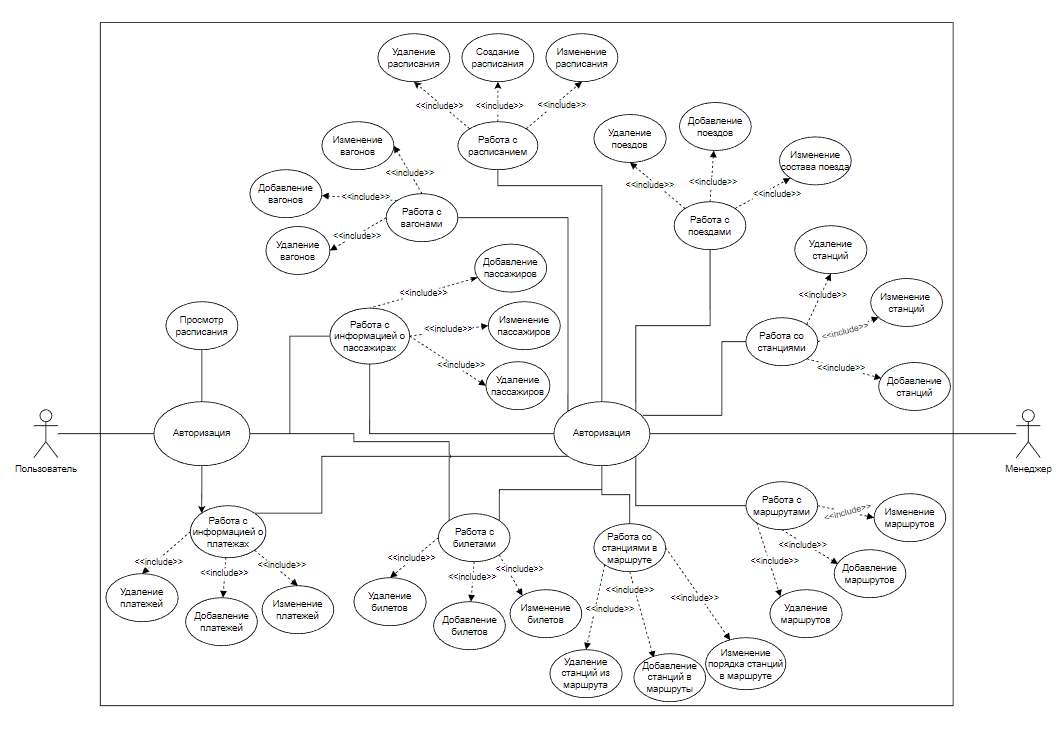 Удаление
расписания
Создание
расписания
Изменение
расписания
<<include>>
<<include>>
<<include>>
Работа с
расписанием
Удаление
поездов
Добавление
поездов
Изменение
состава поезда
<<include>>
<<include>>
<<include>>
Работа с
поездами
Изменение
вагонов
Добавление
вагонов
Удаление
вагонов
<<include>>
<<include>>
<<include>>
Работа с
вагонами
Удаление
станций
Изменение
станций
Добавление
станций
<<include>>
<<include>>
<<include>>
Работа со
станциями
Добавление
пассажиров
Изменение
пассажиров
Удаление
пассажиров
<<include>>
<<include>>
<<include>>
Работа с
информацией о
пассажирах
Просмотр
расписания
Пользователь
Авторизация
Авторизация
Менеджер
Работа с
информацией о
платежах
<<include>>
<<include>>
<<include>>
Удаление
платежей
Добавление
платежей
Изменение
платежей
Работа с
билетами
<<include>>
<<include>>
<<include>>
Удаление
билетов
Добавление
билетов
Изменение
билетов
Работа со
станциями в
маршруте
<<include>>
<<include>>
<<include>>
Удаление
станций из
маршрута
Добавление
станций в
маршруты
Изменение
порядка станций
в маршруте
Работа с
маршрутами
<<include>>
<<include>>
<<include>>
Изменение
маршрутов
Добавление
маршрутов
Удаление
маршрутов